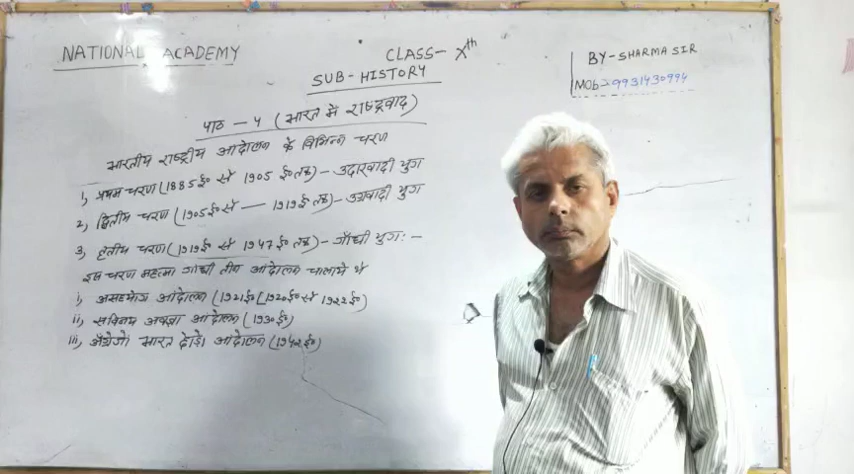 NATIONAL ACADEMY
CLASS- Xth
SUB-HISTORY
BY-SHARMA SIR
MOb-9931430994
पाठ - 4 (भारत में राष्ट्रवाद)
भारतीय राष्ट्रीय आंदोलन के विभिन्न चरण
1, प्रथम चरण (1885 ई० से 1905 ई० तक) - उदारवादी युग
2, द्वितीय चरण (1905 ई० से — 1919 ई० तक) - उग्रवादी युग
3, तृतीय चरण (1919 ई० से 1947 ई० तक) - गाँधी युग: -
इस चरण महत्मा गाँधी तीन आंदोलन चलाये थे
i, असहयोग आंदोलन (1921 ई० (1920 ई० से 1922 ई०)
ii, सविनय अवज्ञा आंदोलन (1930 ई०)
iii, अँग्रेजो भारत छोड़ो आंदोलन (1942 ई०)